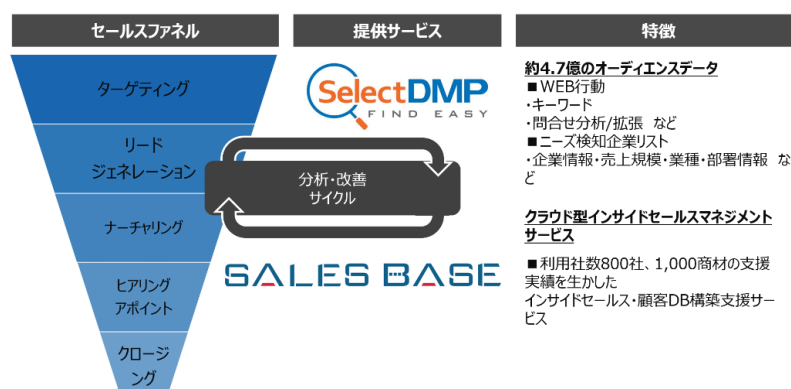 セールスファネル
提供サービス
特徴
ターゲティング
リード
ジェネレーション
ナーチャリング
ヒアリング
アポイント
クロージ
ング
SelectDMP
FIND EASY
分析・改善
サイクル
SALES BASE
約4.7億のオーディエンスデータ
■WEB行動
・キーワード
・問合せ分析/拡張 など
■ニーズ検知企業リスト
・企業情報・売上規模・業種・部署情報 な
ど
クラウド型インサイドセールスマネジメント
サービス
■利用社数800社、1,000商材の支援
実績を生かした
インサイドセールス・顧客DB構築支援サー
ビス